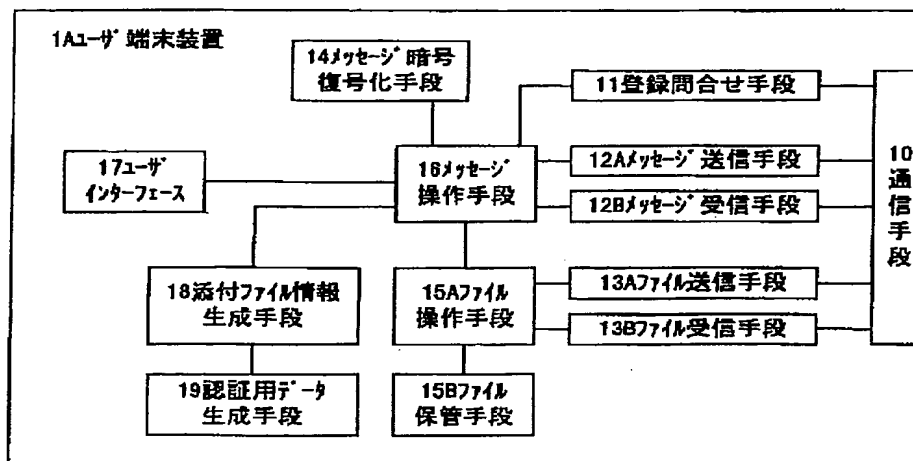 1Aﾕｰｻﾞ端末装置
14ﾒｯｾｰｼﾞ暗号
復号化手段
11登録問合せ手段
10
通
信
手
段
17ﾕｰｻﾞ
ｲﾝﾀｰﾌｪｰｽ
16ﾒｯｾｰｼﾞ
操作手段
12Aﾒｯｾｰｼﾞ送信手段
12Bﾒｯｾｰｼﾞ受信手段
18添付ﾌｧｲﾙ情報
生成手段
15Aﾌｧｲﾙ
操作手段
13Aﾌｧｲﾙ送信手段
13Bﾌｧｲﾙ受信手段
19認証用ﾃﾞｰﾀ
生成手段
15Bﾌｧｲﾙ
保管手段